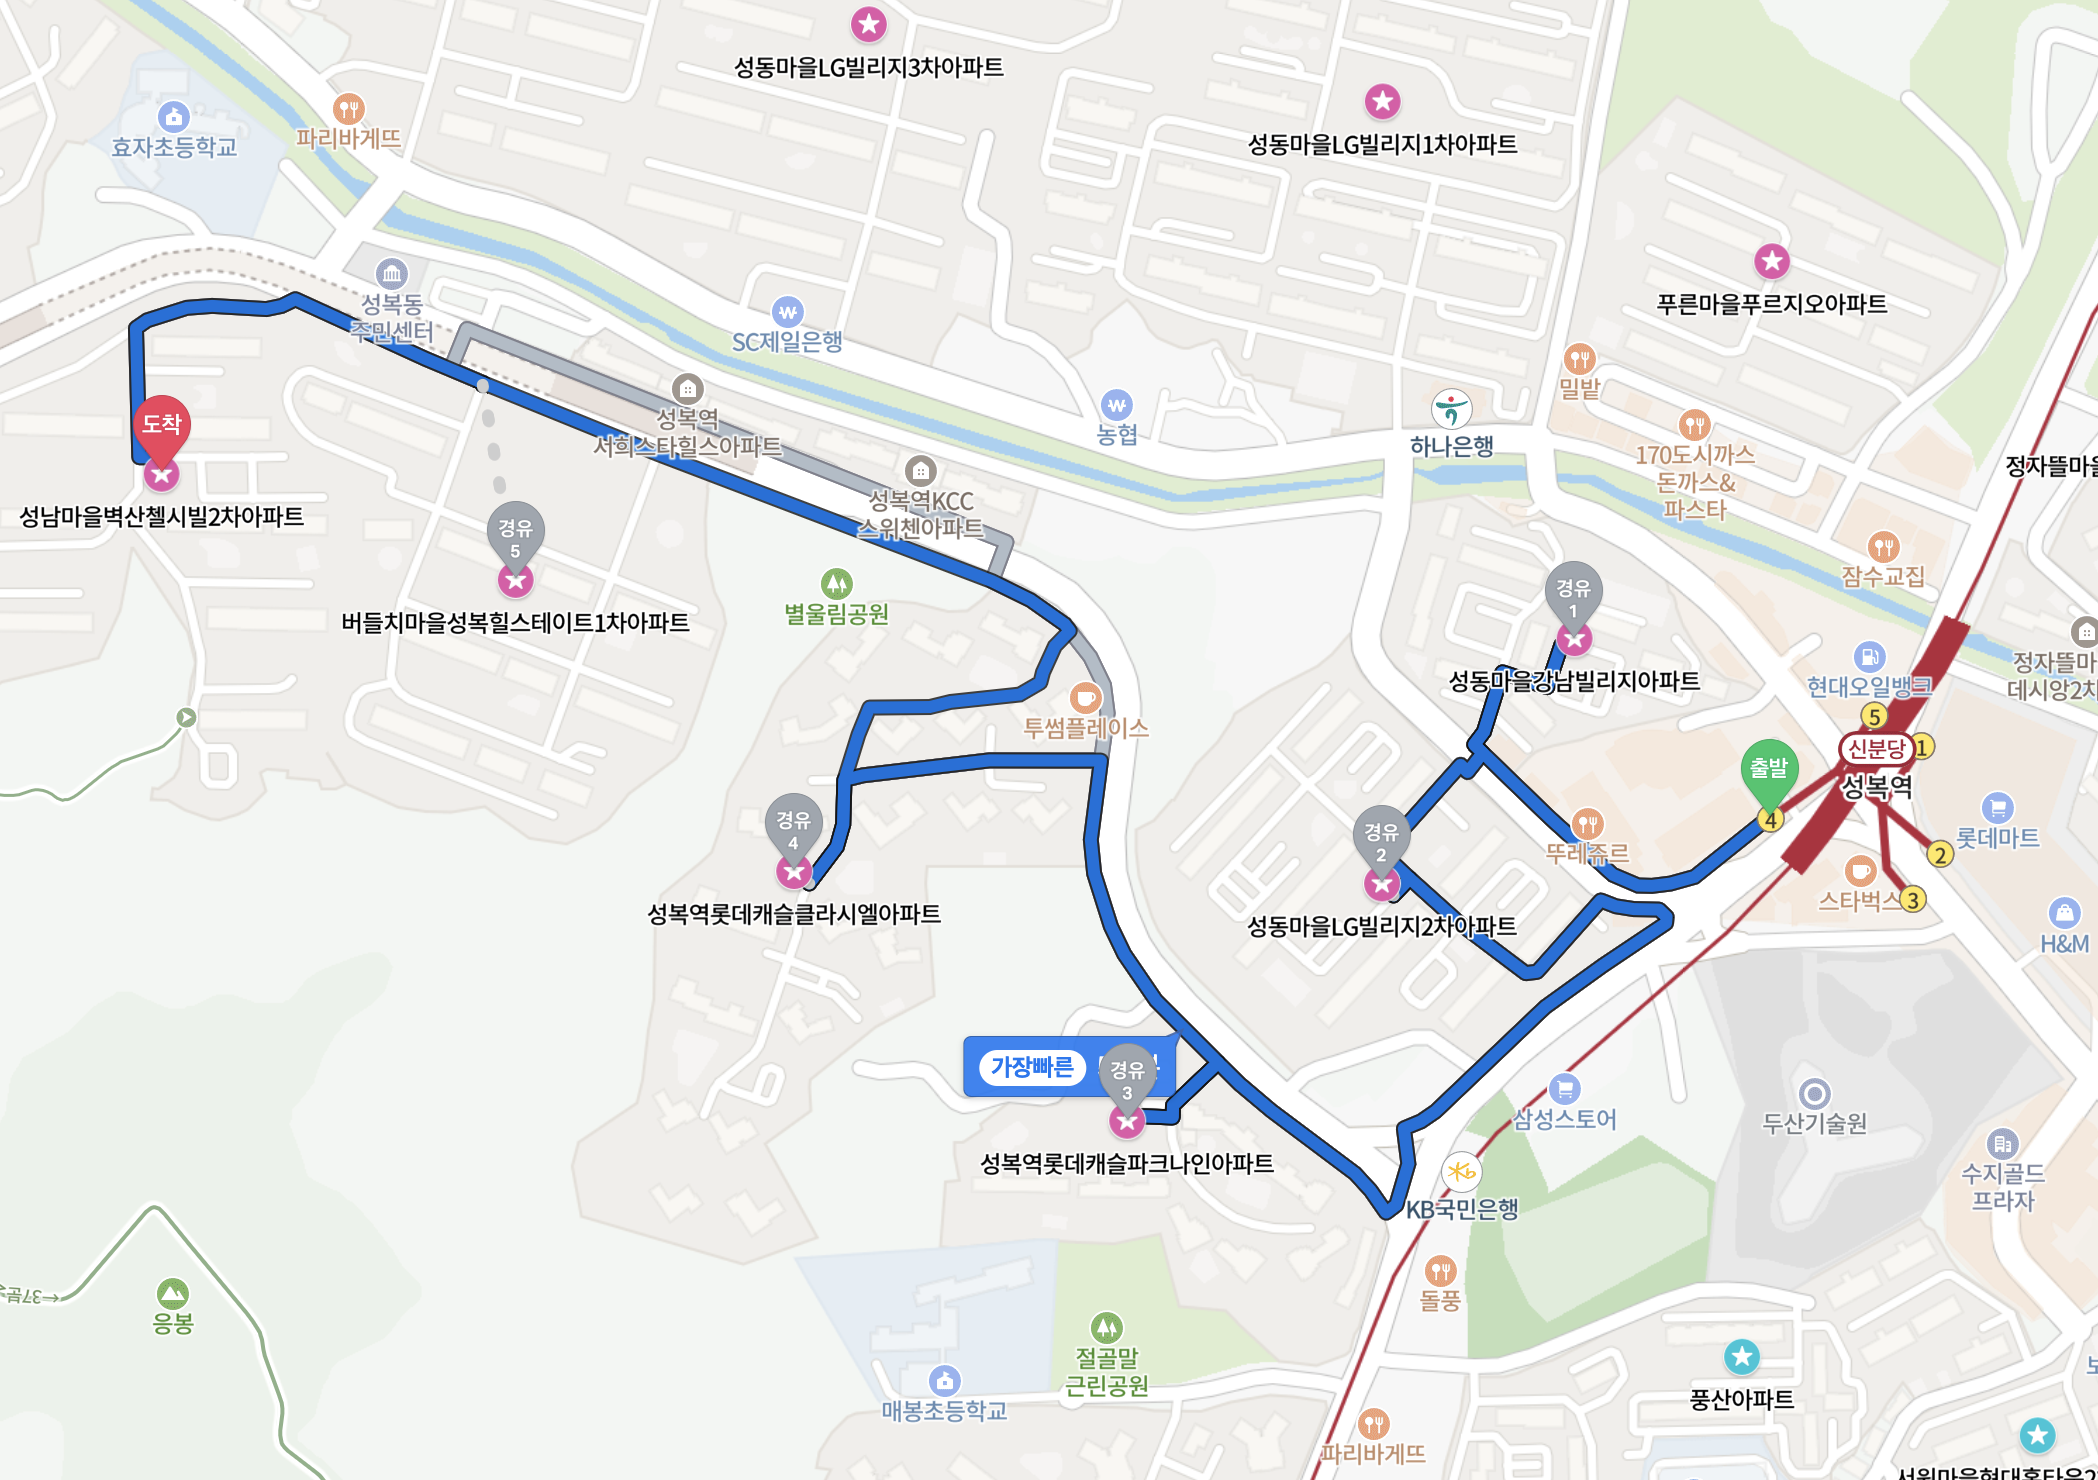 성동마을LG빌리지3차아파트
성동마을LG빌리지1차아파트
효자초등학교
파리바게뜨
푸른마을푸르지오아파트
성복동
주민센터
SC제일은행
밀밭
성복역
서희스타힐스아파트
농협
하나은행
170도시까스
돈까스&
파스타
정자뜰마을
도착
성남마을벽산첼시빌2차아파트
성복역KCC
스위첸아파트
경유
5
버들치마을성복힐스테이트1차아파트
별울림공원
잠수교집
경유
1
성동마을강남빌리지아파트
현대오일뱅크
정자뜰마
데시앙2차
투썸플레이스
5
신분당
1
성복역
출발
4
경유
4
성복역롯데캐슬클라시엘아파트
경유
2
성동마을LG빌리지2차아파트
뚜레쥬르
2
롯데마트
스타벅스
3
H&M
가장빠른
경유
3
성복역롯데캐슬파크나인아파트
삼성스토어
두산기술원
수지골드
프라자
KB국민은행
돌풍
응봉
절골말
근린공원
매봉초등학교
풍산아파트
파리바게뜨